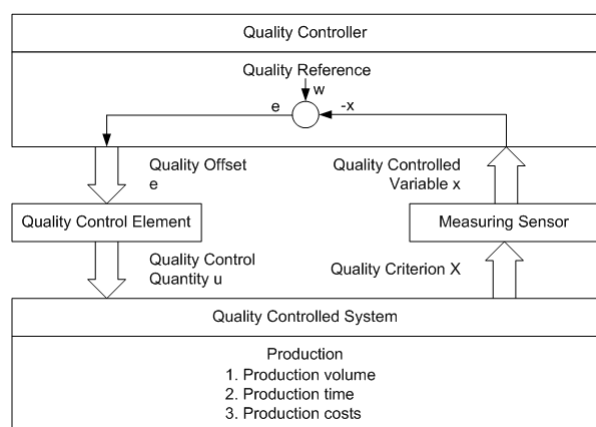 Quality Controller
Quality Reference
w
e
-x
Quality Offset
e
Quality Controlled
Variable x
Quality Control Element
Measuring Sensor
Quality Control
Quantity u
Quality Criterion X
Quality Controlled System
Production
1. Production volume
2. Production time
3. Production costs